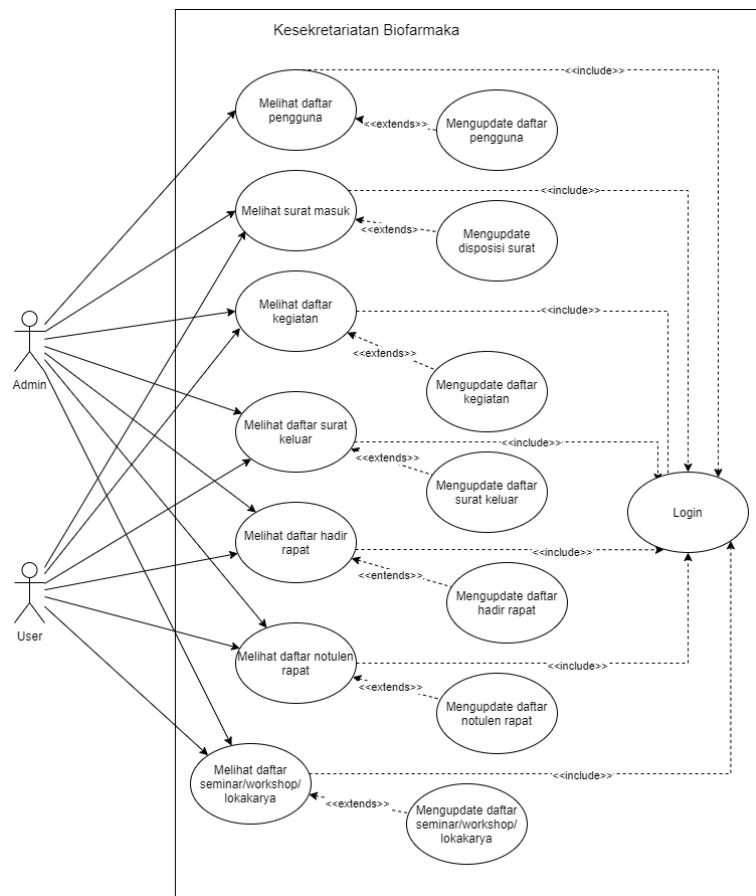 Kesekretariatan Biofarmaka
<<include>>
Melihat daftar
pengguna
<<extends>>
Mengupdate daftar
pengguna
<<include>>
Melihat surat masuk
<<extends>>
Mengupdate
disposisi surat
Melihat daftar
kegiatan
<<include>>
<<extends>>
Mengupdate daftar
kegiatan
Admin
Melihat daftar surat
keluar
<<include>>
<<extends>>
Mengupdate daftar
surat keluar
Login
Melihat daftar hadir
rapat
<<include>>
<<entends>>
Mengupdate daftar
hadir rapat
User
Melihat daftar notulen
rapat
<<include>>
<<extends>>
Mengupdate daftar
notulen rapat
Melihat daftar
seminar/workshop/
lokakarya
<<include>>
<<extends>>
Mengupdate daftar
seminar/workshop/
lokakarya